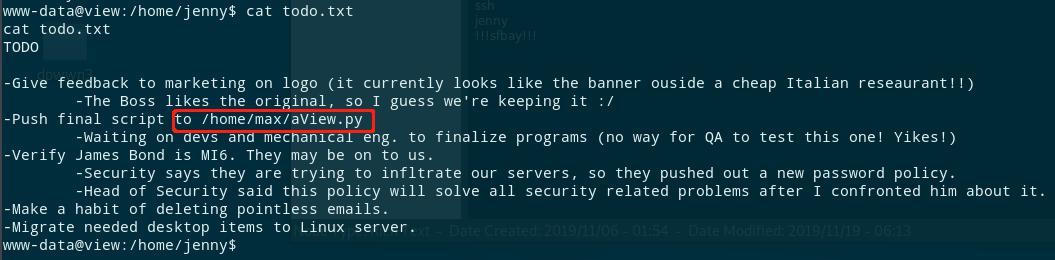 www-data@view:/home/jenny$ cat todo.txt
cat todo.txt
TODO
-Give feedback to marketing on logo (it currently looks like the banner ouside a cheap Italian reseaurant!!)
-The Boss likes the original, so I guess we're keeping it :/
-Push final script to /home/max/aView.py
-Waiting on devs and mechanical eng. to finalize programs (no way for QA to test this one! Yikes!)
-Verify James Bond is MI6. They may be on to us.
-Security says they are trying to infltrate our servers, so they pushed out a new password policy.
-Head of Security said this policy will solve all security related problems after I confronted him about it.
-Make a habit of deleting pointless emails.
-Migrate needed desktop items to Linux server.
www-data@view:/home/jenny$
ssh
jenny
!!!sfbay!!!
- Date Created: 2019/11/06 - 01:54 - Date Modified: 2019/11/19 - 06:13